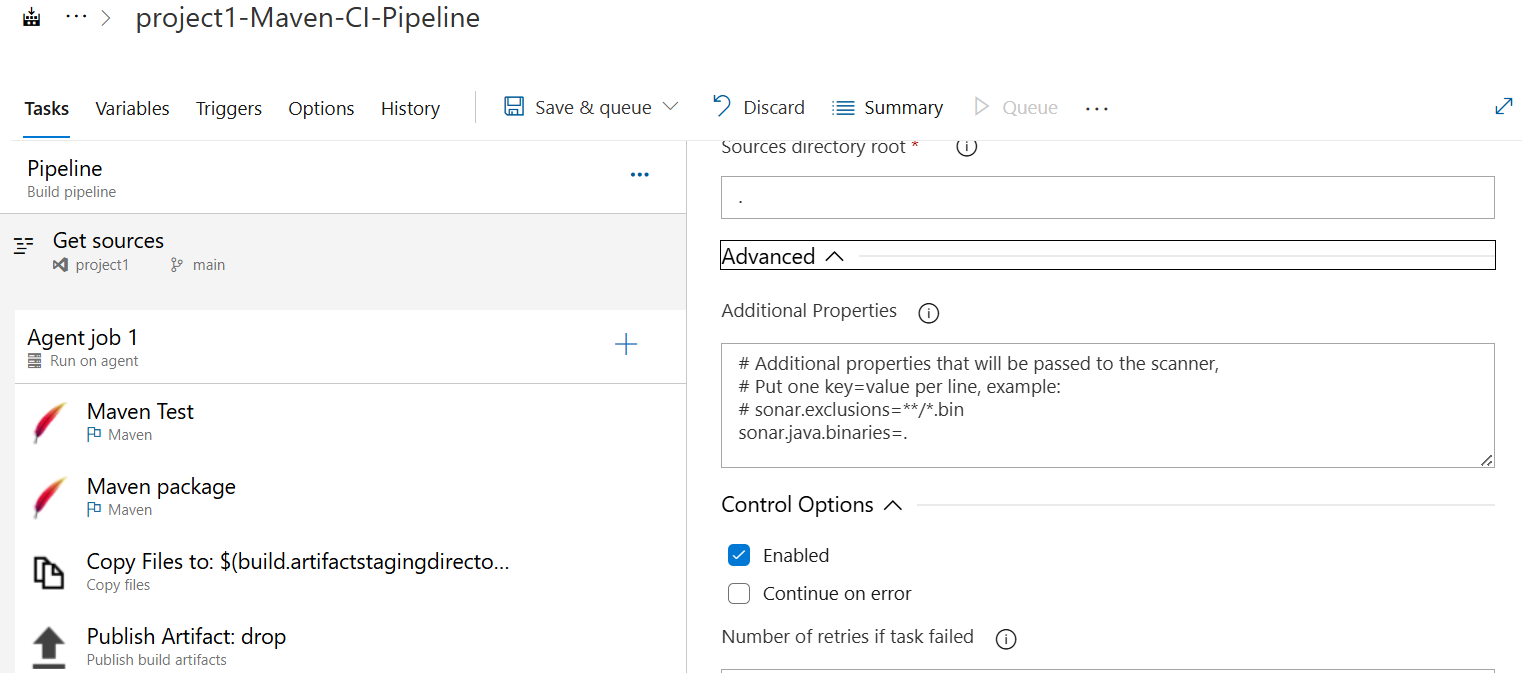 ··· > project1-Maven-CI-Pipeline
Tasks Variables Triggers Options History Save & queue Discard Summary Queue ···
Pipeline
Build pipeline
Get sources
project1 main
Agent job 1
Run on agent
Maven Test
Maven
Maven package
Maven
Copy Files to: $(build.artifactstagingdirecto...
Copy files
Publish Artifact: drop
Publish build artifacts
Sources directory root *
.
Advanced
Additional Properties
# Additional properties that will be passed to the scanner,
# Put one key=value per line, example:
# sonar.exclusions=**/*.bin
sonar.java.binaries=.
Control Options
Enabled
Continue on error
Number of retries if task failed